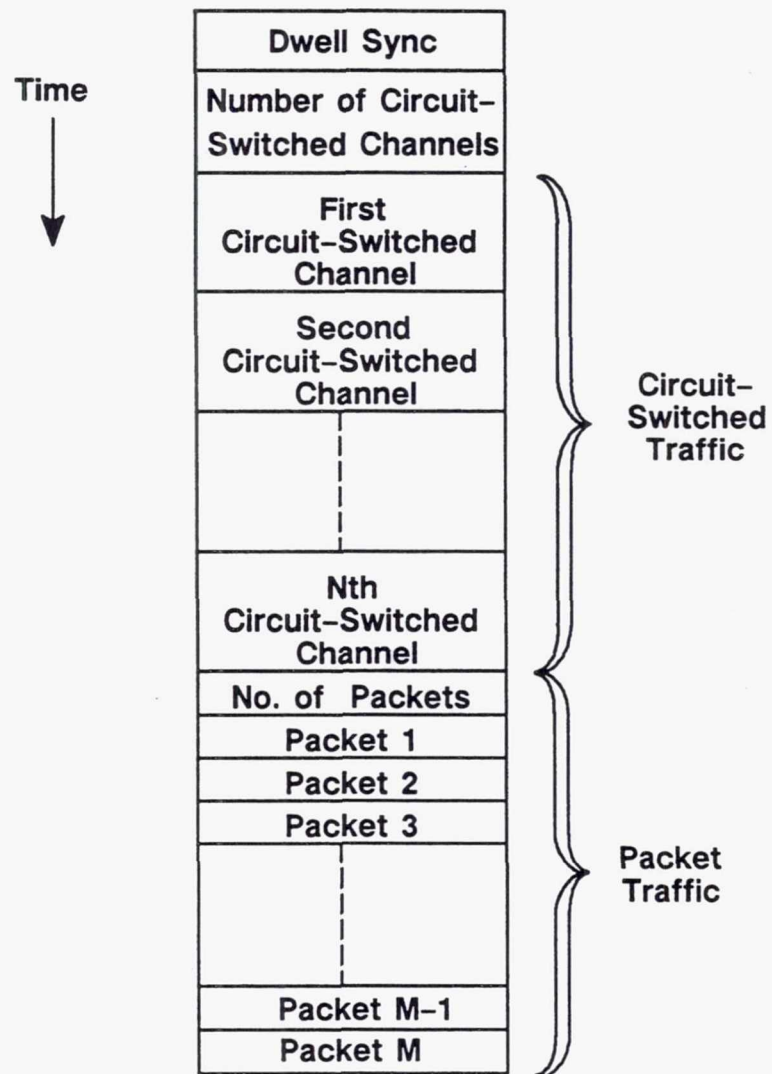 Dwell Sync
Time
Number of Circuit-
Switched Channels
First
Circuit-Switched
Channel
Second
Circuit-Switched
Channel
Circuit-
Switched
Traffic
Nth
Circuit-Switched
Channel
No. of Packets
Packet 1
Packet 2
Packet 3
Packet
Traffic
Packet M-1
Packet M